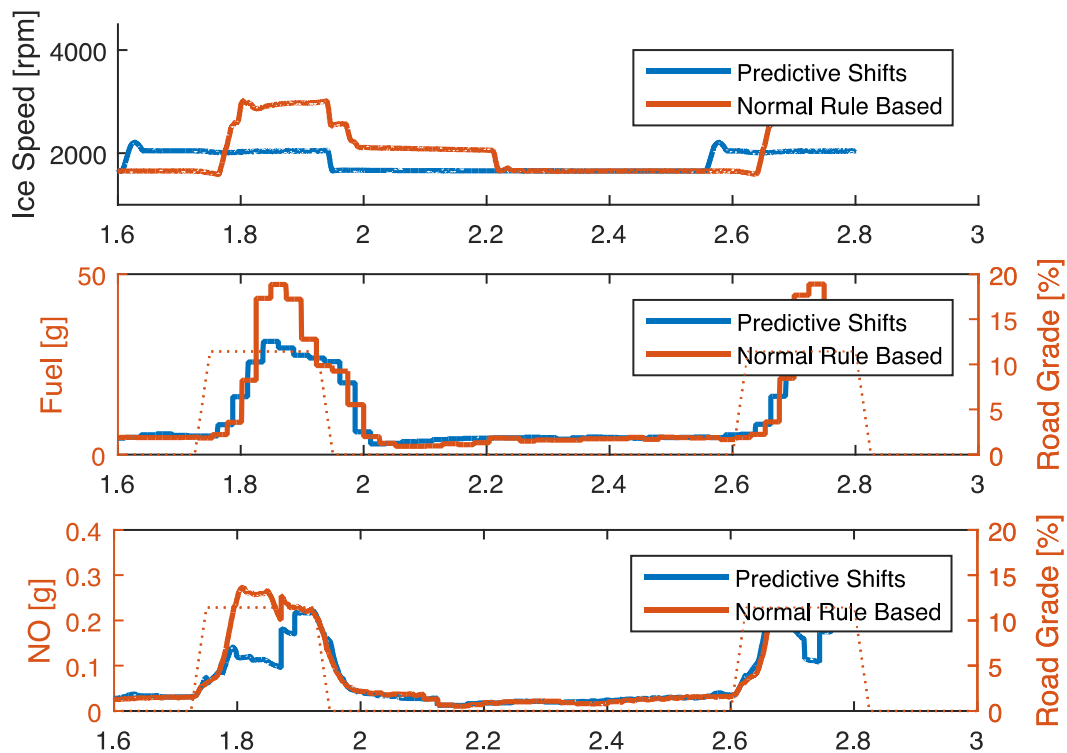 Ice Speed [rpm]
4000
2000
Predictive Shifts
Normal Rule Based
1.6 1.8 2 2.2 2.4 2.6 2.8 3
Fuel [g]
50
0
Predictive Shifts
Normal Rule Based
20
15
10
5
0
Road Grade [%]
1.6 1.8 2 2.2 2.4 2.6 2.8 3
NO [g]
0.4
0.3
0.2
0.1
0
Predictive Shifts
Normal Rule Based
20
15
10
5
0
Road Grade [%]
1.6 1.8 2 2.2 2.4 2.6 2.8 3